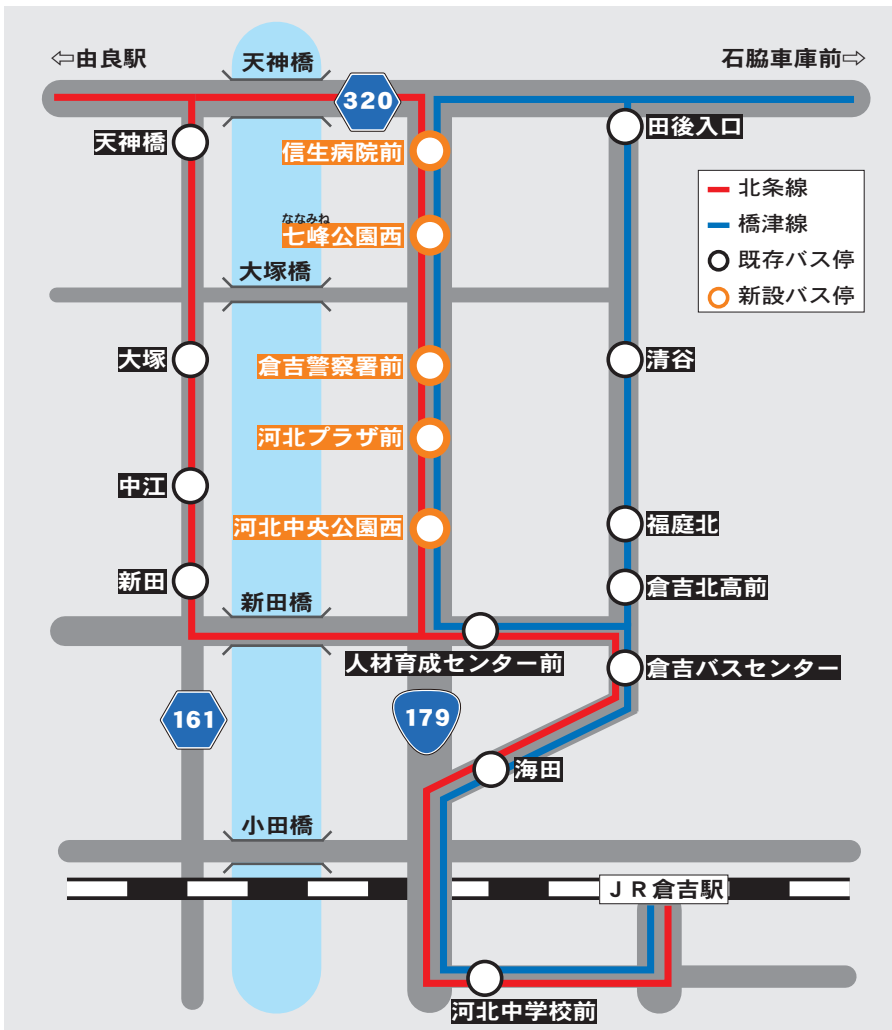 ⇦由良駅
天神橋
石脇車庫前⇨
320
天神橋
信生病院前
田後入口
北条線
橋津線
既存バス停
新設バス停
ななみね
七峰公園西
大塚橋
大塚
倉吉警察署前
清谷
河北プラザ前
中江
河北中央公園西
福庭北
新田
倉吉北高前
新田橋
人材育成センター前
倉吉バスセンター
161
179
海田
小田橋
JR倉吉駅
河北中学校前